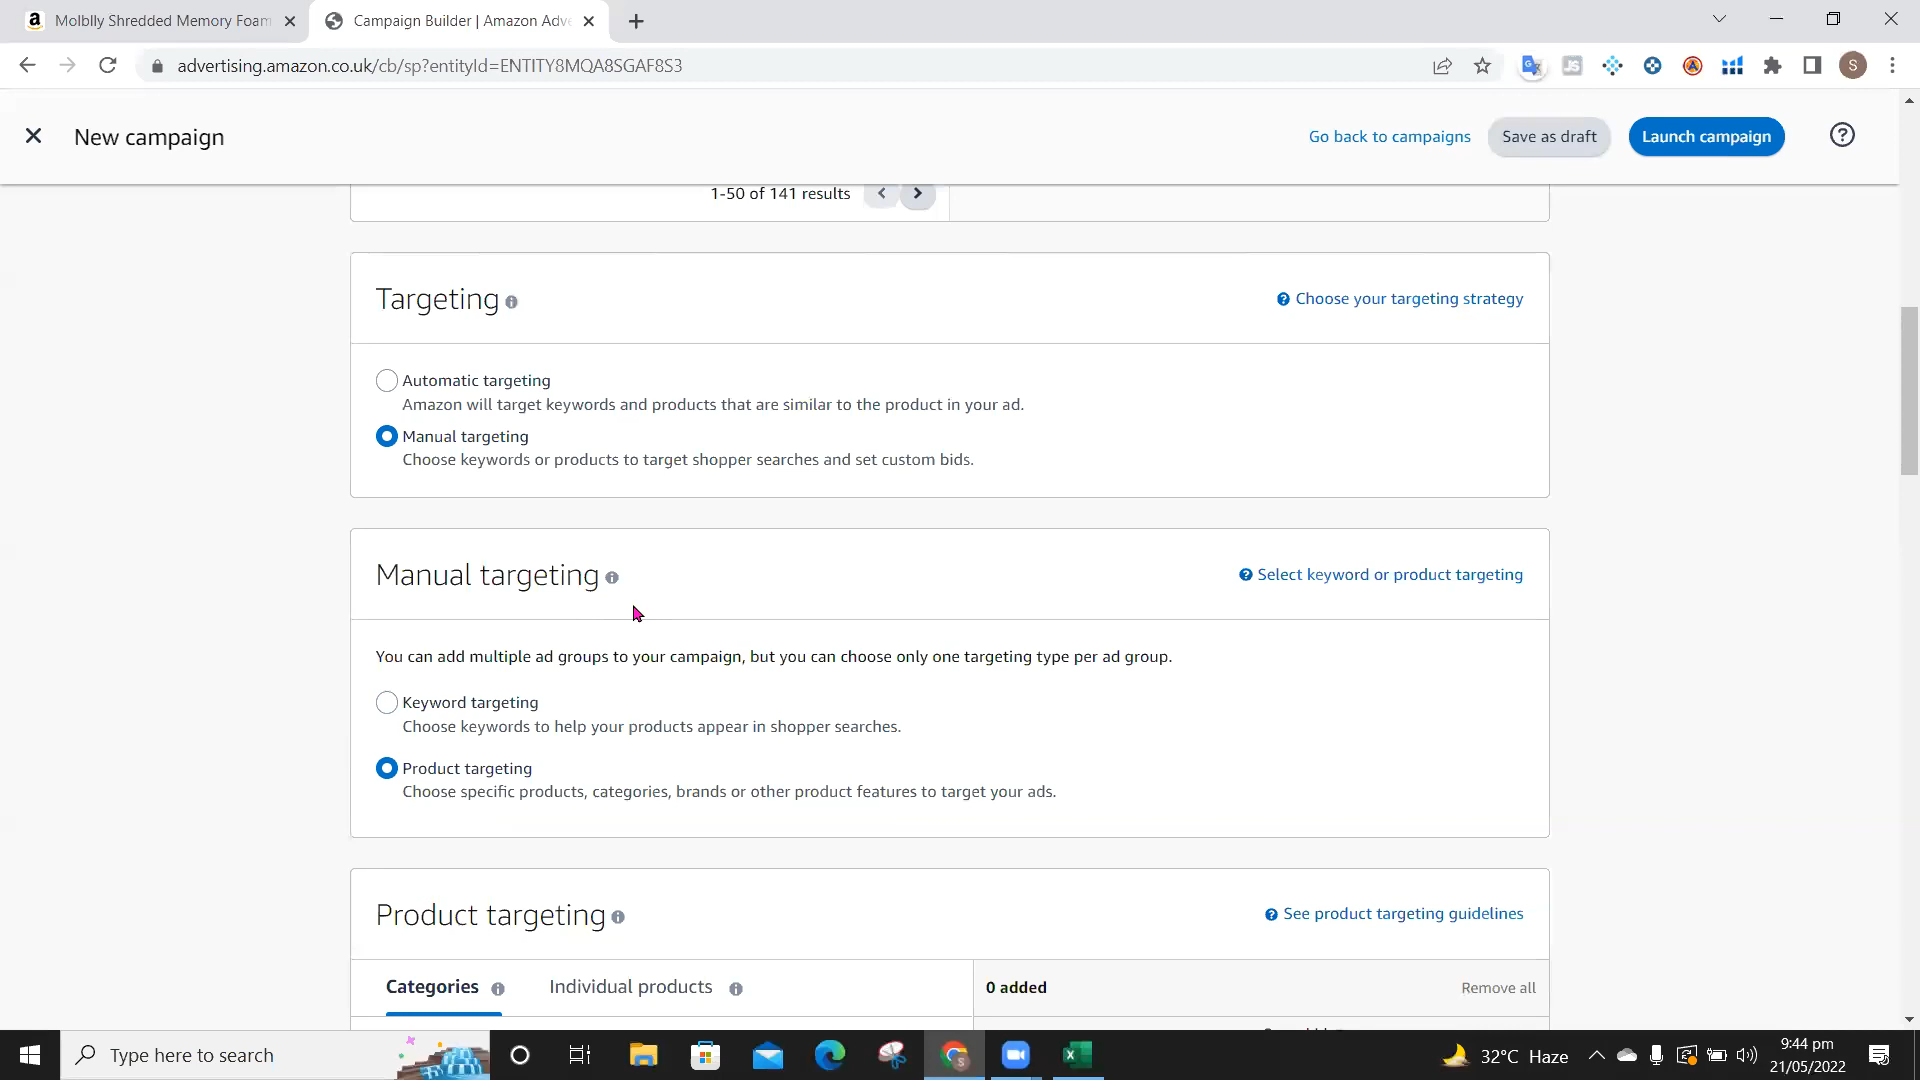 Molblly Shredded Memory Foam
Campaign Builder | Amazon Adve
advertising.amazon.co.uk/cb/sp?entityId=ENTITY8MQA8SGAF8S3
S
New campaign
Go back to campaigns
Save as draft
Launch campaign
1-50 of 141 results
Targeting
Choose your targeting strategy
Automatic targeting
Amazon will target keywords and products that are similar to the product in your ad.
Manual targeting
Choose keywords or products to target shopper searches and set custom bids.
Manual targeting
Select keyword or product targeting
You can add multiple ad groups to your campaign, but you can choose only one targeting type per ad group.
Keyword targeting
Choose keywords to help your products appear in shopper searches.
Product targeting
Choose specific products, categories, brands or other product features to target your ads.
Product targeting
See product targeting guidelines
Categories
Individual products
0 added
Remove all
Type here to search
32°C Haze
9:44 pm
21/05/2022